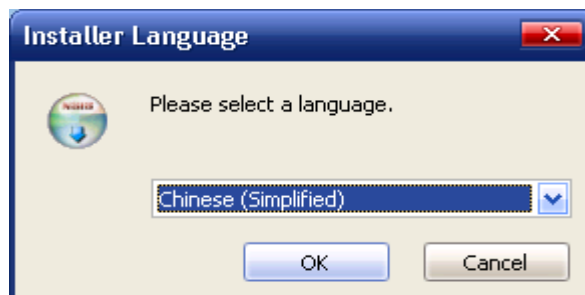 Installer Language
Please select a language.
Chinese (Simplified)
OK
Cancel